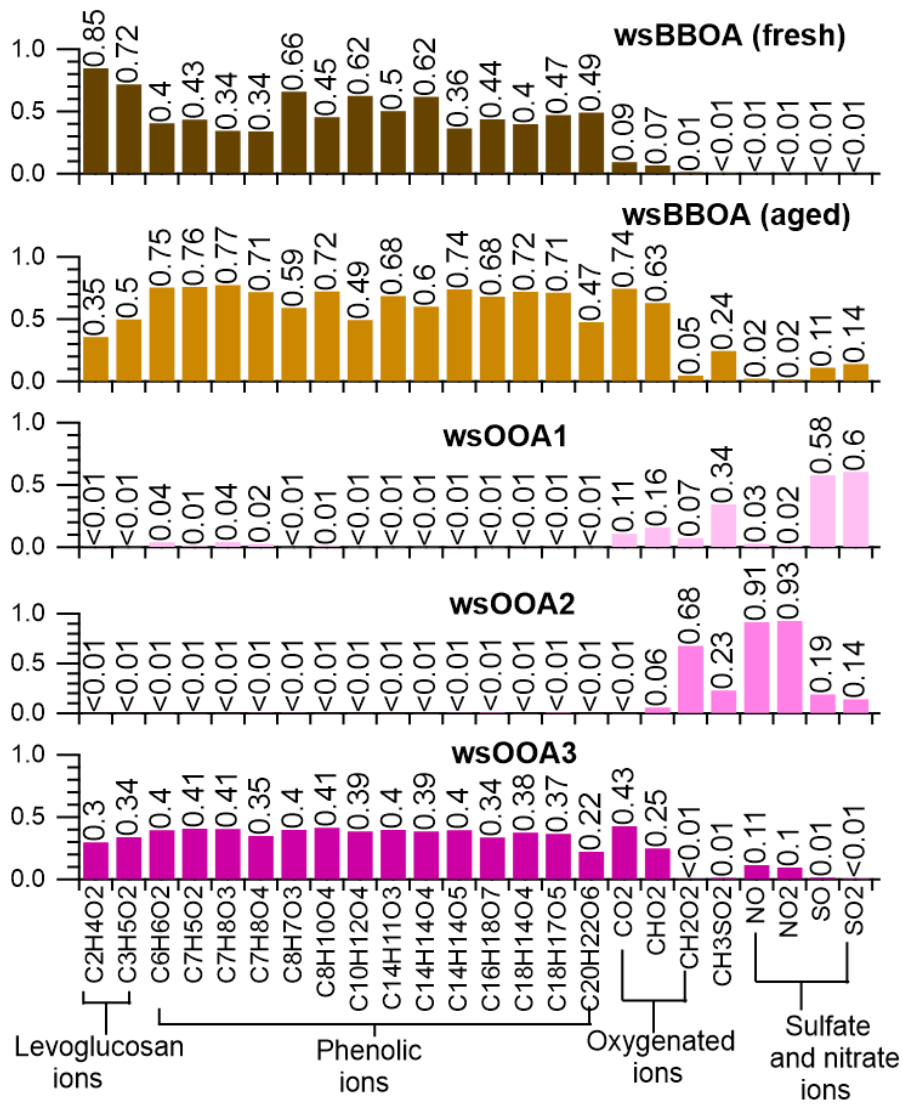 wsBBOA (fresh)
1.0
0.5
0.0
0.85 0.72 0.4 0.43 0.34 0.34 0.66 0.45 0.62 0.5 0.62 0.36 0.44 0.4 0.47 0.49 0.09 0.07 0.01 <0.01 <0.01 <0.01 <0.01 <0.01
wsBBOA (aged)
1.0
0.5
0.0
0.35 0.5 0.75 0.76 0.77 0.71 0.59 0.72 0.49 0.68 0.6 0.74 0.68 0.72 0.71 0.47 0.74 0.63 0.05 0.24 0.02 0.02 0.11 0.14
wsOOA1
1.0
0.5
0.0
<0.01 <0.01 0.04 0.01 0.04 0.02 <0.01 0.01 <0.01 <0.01 <0.01 <0.01 <0.01 <0.01 <0.01 <0.01 0.11 0.16 0.07 0.34 0.03 0.02 0.58 0.6
wsOOA2
1.0
0.5
0.0
<0.01 <0.01 <0.01 <0.01 <0.01 <0.01 <0.01 <0.01 <0.01 <0.01 <0.01 <0.01 <0.01 <0.01 <0.01 <0.01 <0.01 0.06 0.68 0.23 0.91 0.93 0.19 0.14
wsOOA3
1.0
0.5
0.0
0.3 0.34 0.4 0.41 0.41 0.35 0.4 0.41 0.39 0.4 0.39 0.4 0.34 0.38 0.37 0.22 0.43 0.25 <0.01 0.01 0.11 0.1 0.01 <0.01
C2H4O2
C3H5O2
C6H6O2
C7H5O2
C7H8O3
C7H8O4
C8H7O3
C8H10O4
C10H12O4
C14H11O3
C14H14O4
C14H14O5
C16H18O7
C18H14O4
C18H17O5
C20H22O6
CO2
CHO2
CH2O2
CH3SO2
NO
NO2
SO
SO2
Levoglucosan
ions
Phenolic
ions
Oxygenated
ions
Sulfate
and nitrate
ions